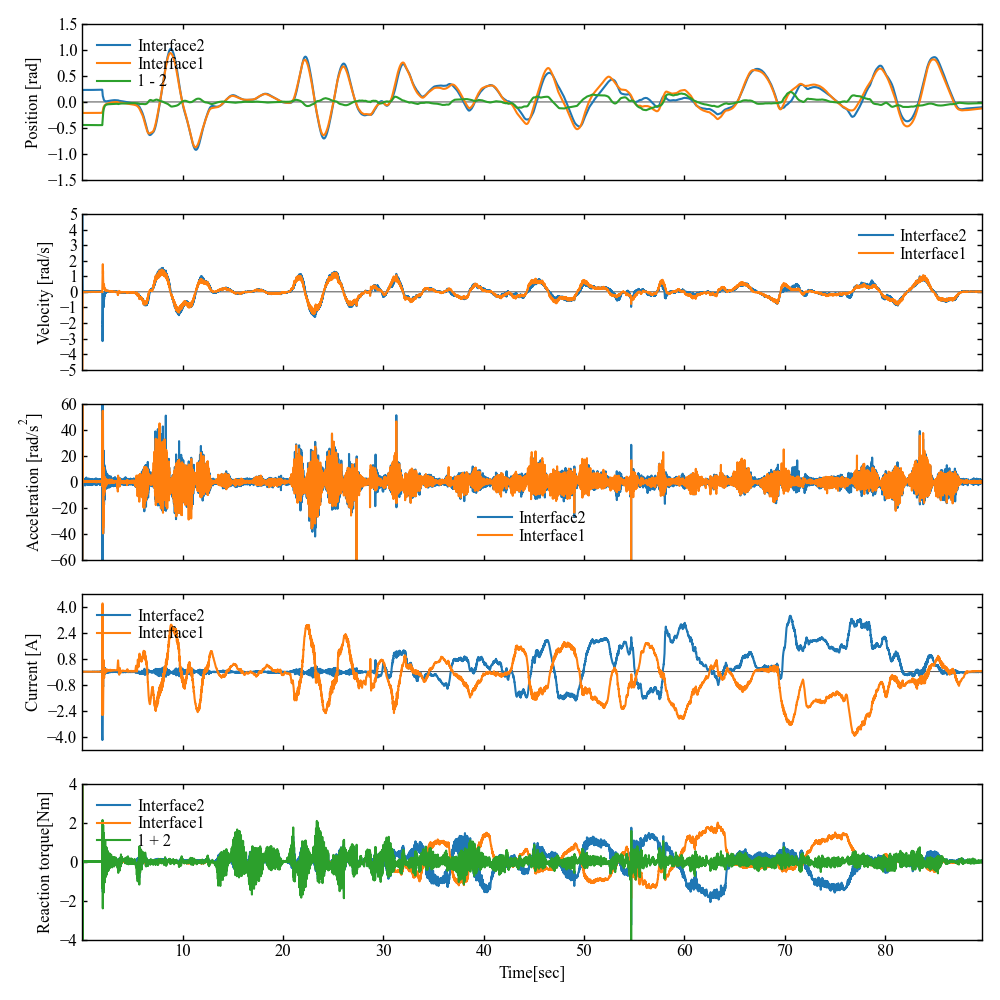 1.5
1.0
0.5
0.0
−0.5
−1.0
−1.5
Position [rad]
Interface2
Interface1
1 - 2
5
4
3
2
1
0
−1
−2
−3
−4
−5
Velocity [rad/s]
Interface2
Interface1
60
40
20
0
−20
−40
−60
Acceleration [rad/s²]
Interface2
Interface1
4.0
2.4
0.8
−0.8
−2.4
−4.0
Current [A]
Interface2
Interface1
4
2
0
−2
−4
Reaction torque[Nm]
Interface2
Interface1
1 + 2
10 20 30 40 50 60 70 80
Time[sec]